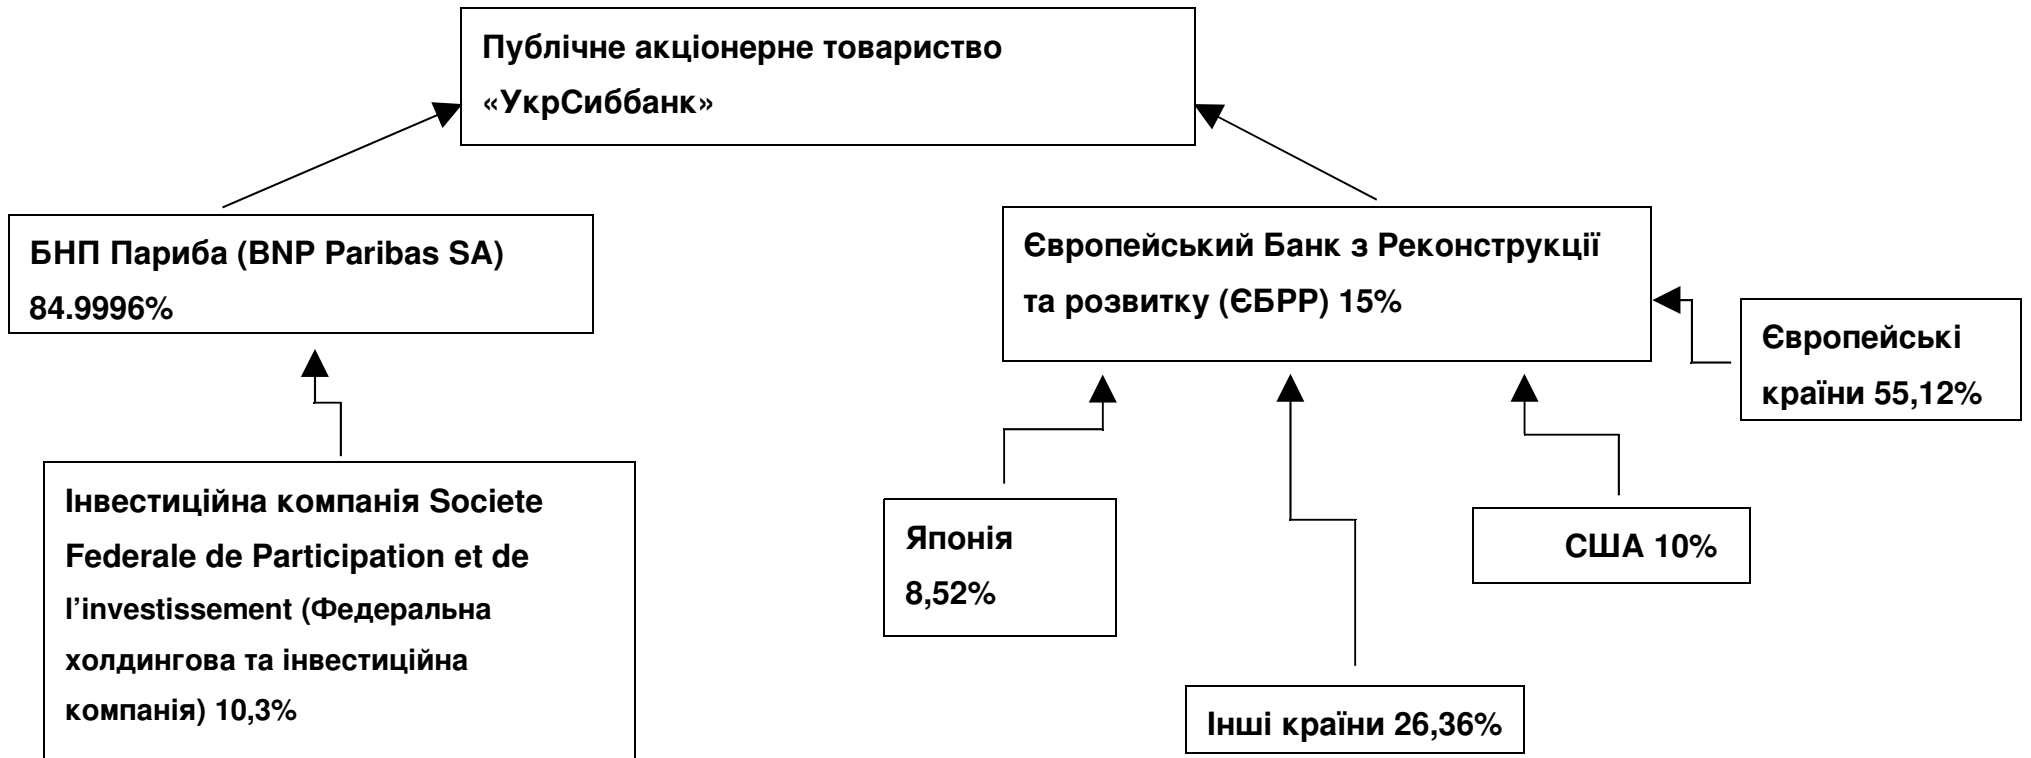 Публічне акціонерне товариство
«УкрСиббанк»
БНП Париба (BNP Paribas SA)
84.9996%
Європейський Банк з Реконструкції
та розвитку (ЄБРР) 15%
Європейські
країни 55,12%
Інвестиційна компанія Societe
Federale de Participation et de
l’investissement (Федеральна
холдингова та інвестиційна
компанія) 10,3%
Японія
8,52%
США 10%
Інші країни 26,36%